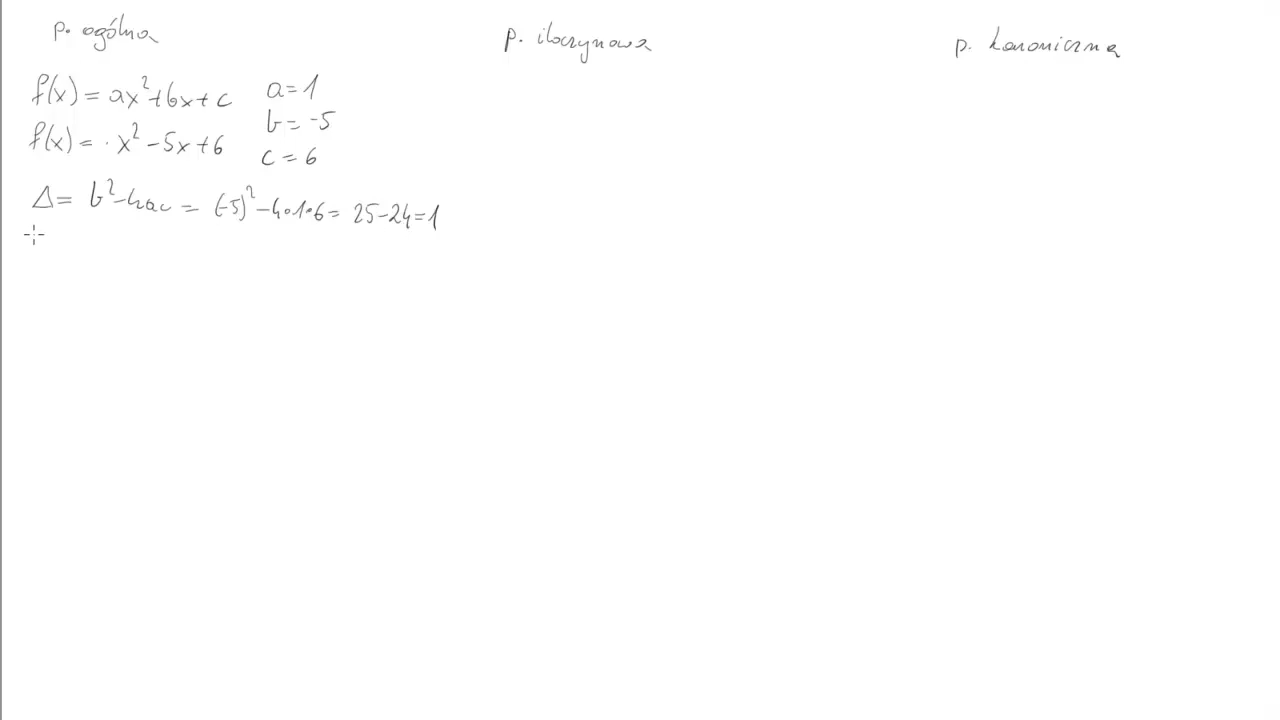 p. ogólna
p. iloczynowa
p. kanoniczna
f(x) = ax²+bx+c
a=1
f(x) = x²-5x+6
b=-5
c=6
Δ= b²-4ac = (-5)²-4·1·6= 25-24=1